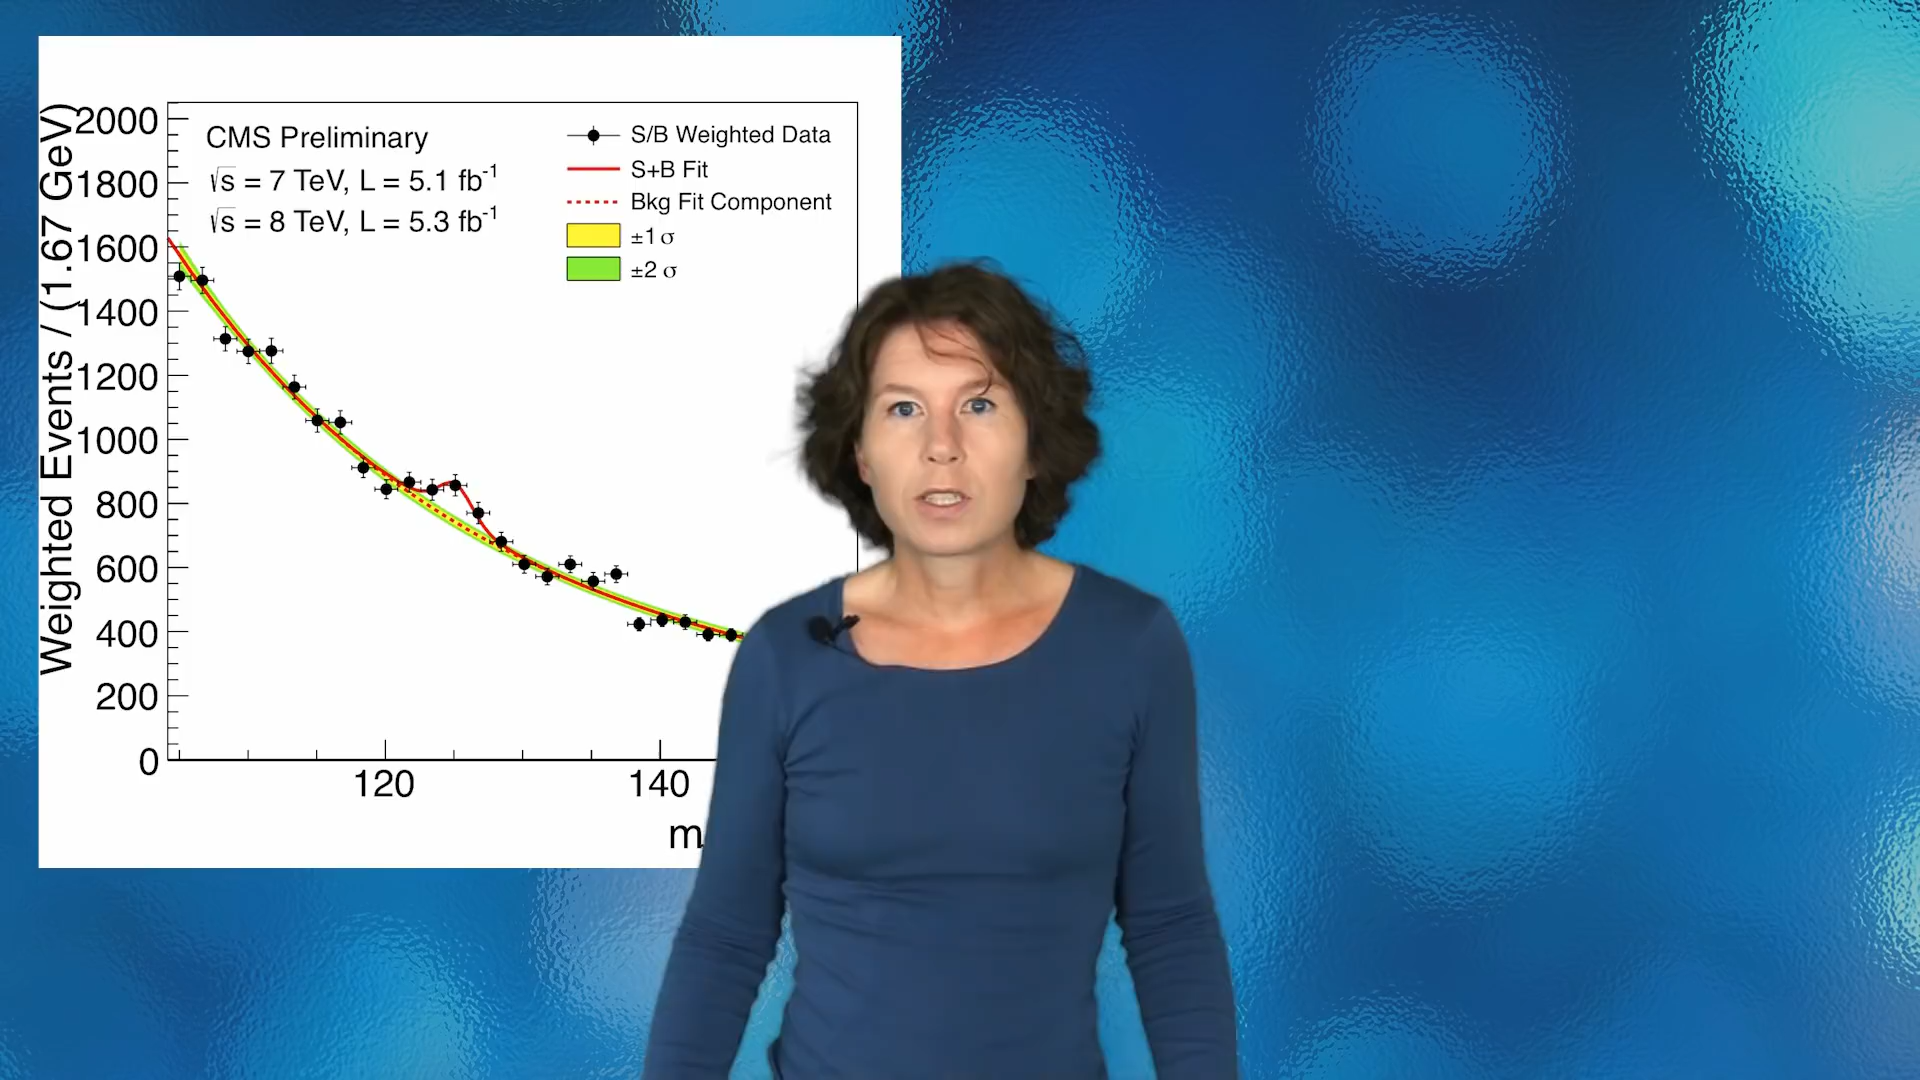 Weighted Events / (1.67 GeV)
2000
1800
1600
1400
1200
1000
800
600
400
200
0
CMS Preliminary
√s = 7 TeV, L = 5.1 fb⁻¹
√s = 8 TeV, L = 5.3 fb⁻¹
S/B Weighted Data
S+B Fit
Bkg Fit Component
±1 σ
±2 σ
120
140
m